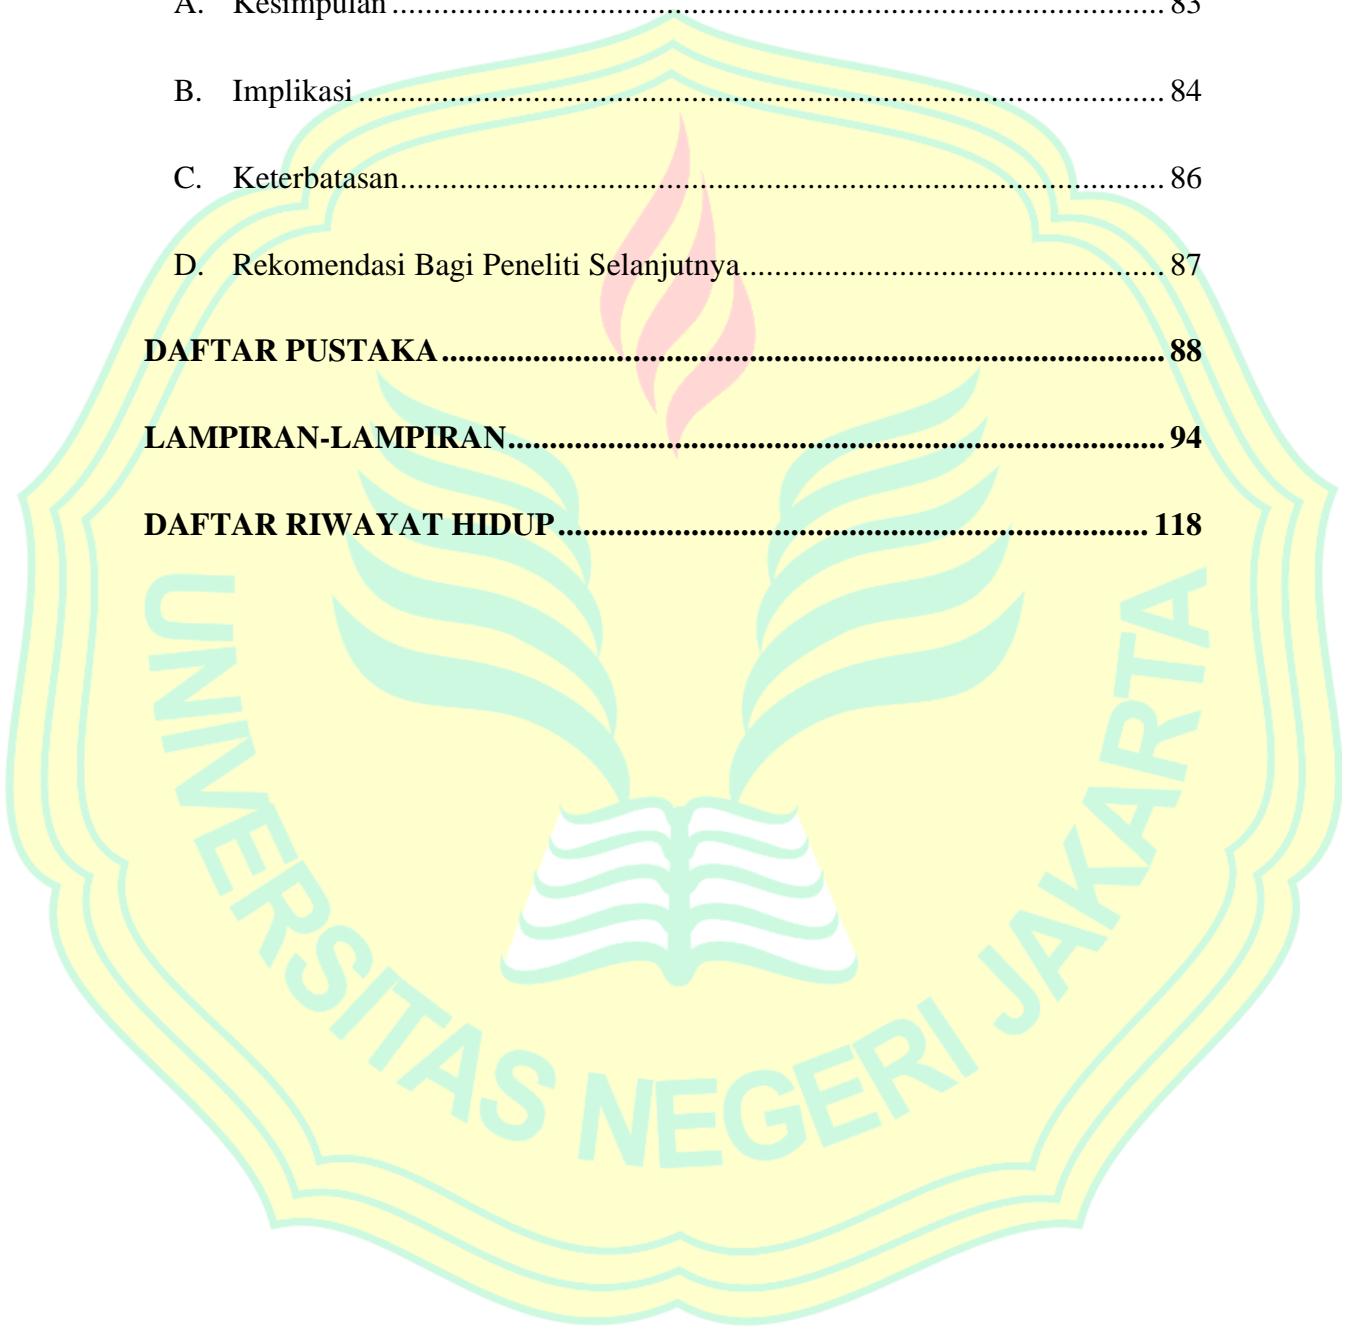 A. Kesimpulan ................................................................................................ 83
B. Implikasi .................................................................................................... 84
C. Keterbatasan ............................................................................................... 86
D. Rekomendasi Bagi Peneliti Selanjutnya .................................................... 87
DAFTAR PUSTAKA ......................................................................................... 88
LAMPIRAN-LAMPIRAN ................................................................................. 94
DAFTAR RIWAYAT HIDUP ......................................................................... 118
UNIVERSITAS NEGERI JAKARTA